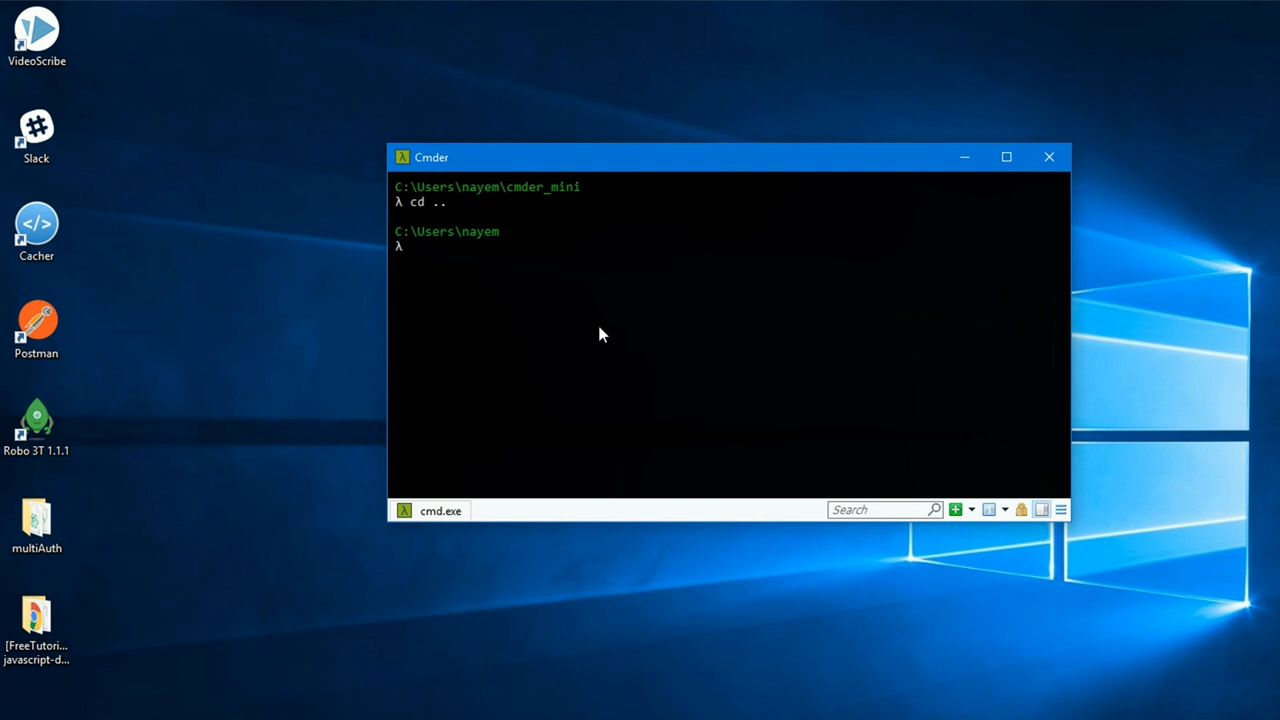 VideoScribe
Slack
Cacher
Postman
Robo 3T 1.1.1
multiAuth
[FreeTutori...
javascript-d...
λ Cmder
C:\Users\nayem\cmder_mini
λ cd ..
C:\Users\nayem
λ
λ cmd.exe
Search